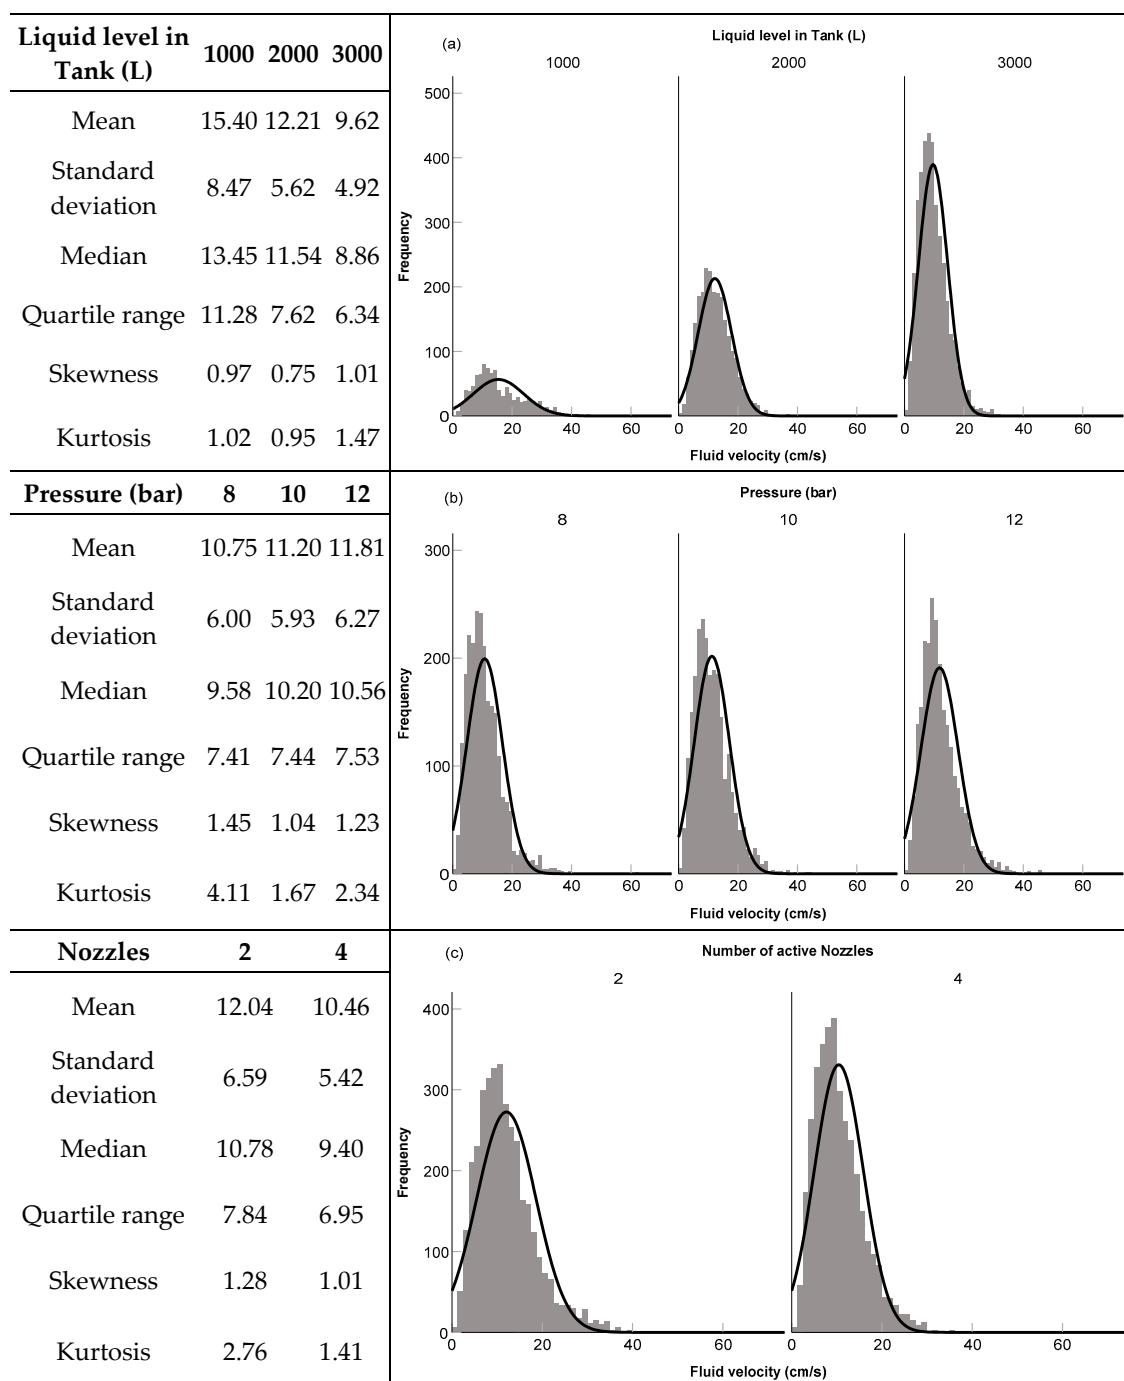 Liquid level in
Tank (L)
1000 2000 3000
Mean 15.40 12.21 9.62
Standard
deviation
8.47 5.62 4.92
Median 13.45 11.54 8.86
Quartile range 11.28 7.62 6.34
Skewness 0.97 0.75 1.01
Kurtosis 1.02 0.95 1.47
(a)
Liquid level in Tank (L)
1000 2000 3000
500
400
300
200
100
0
Frequency
0 20 40 60 0 20 40 60 0 20 40 60
Fluid velocity (cm/s)
Pressure (bar) 8 10 12
Mean 10.75 11.20 11.81
Standard
deviation
6.00 5.93 6.27
Median 9.58 10.20 10.56
Quartile range 7.41 7.44 7.53
Skewness 1.45 1.04 1.23
Kurtosis 4.11 1.67 2.34
(b)
Pressure (bar)
8 10 12
300
200
100
0
Frequency
0 20 40 60 0 20 40 60 0 20 40 60
Fluid velocity (cm/s)
Nozzles 2 4
Mean 12.04 10.46
Standard
deviation
6.59 5.42
Median 10.78 9.40
Quartile range 7.84 6.95
Skewness 1.28 1.01
Kurtosis 2.76 1.41
(c)
Number of active Nozzles
2 4
400
300
200
100
0
Frequency
0 20 40 60 0 20 40 60
Fluid velocity (cm/s)